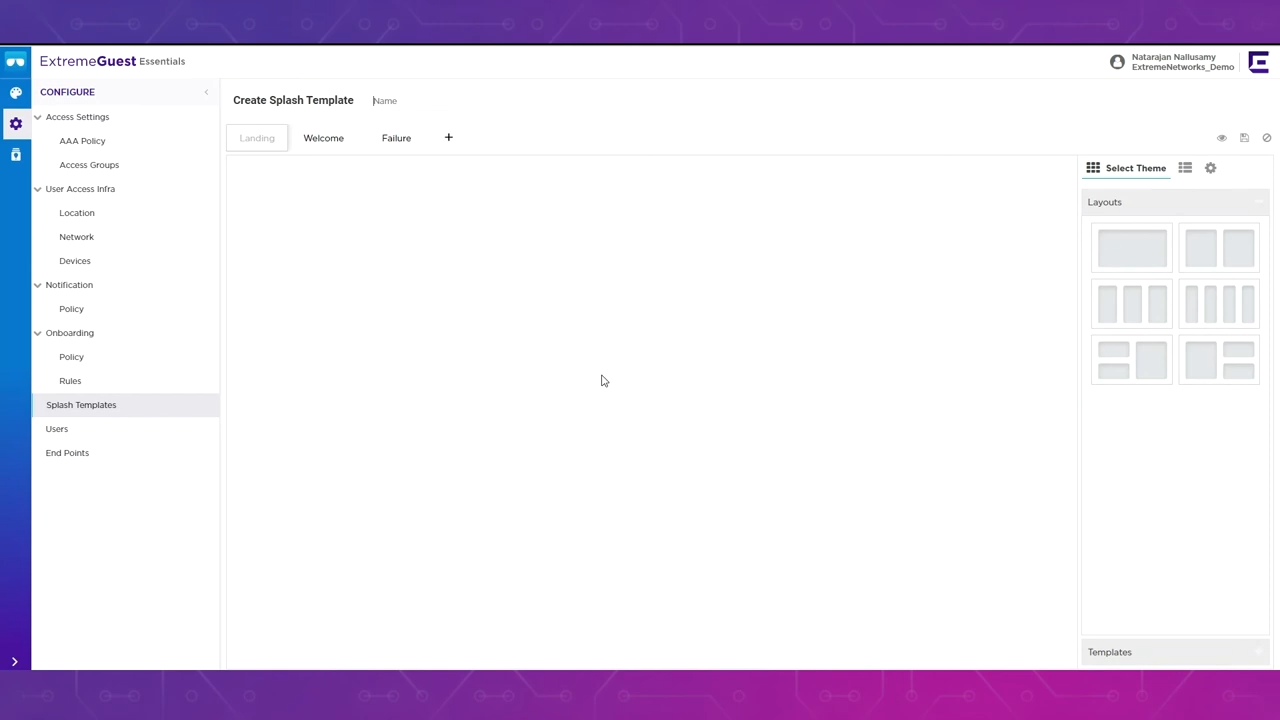 ExtremeGuest Essentials
Natarajan Nallusamy
ExtremeNetworks_Demo
CONFIGURE
Access Settings
AAA Policy
Access Groups
User Access Infra
Location
Network
Devices
Notification
Policy
Onboarding
Policy
Rules
Splash Templates
Users
End Points
Create Splash Template Name
Landing Welcome Failure +
Select Theme
Layouts
Templates